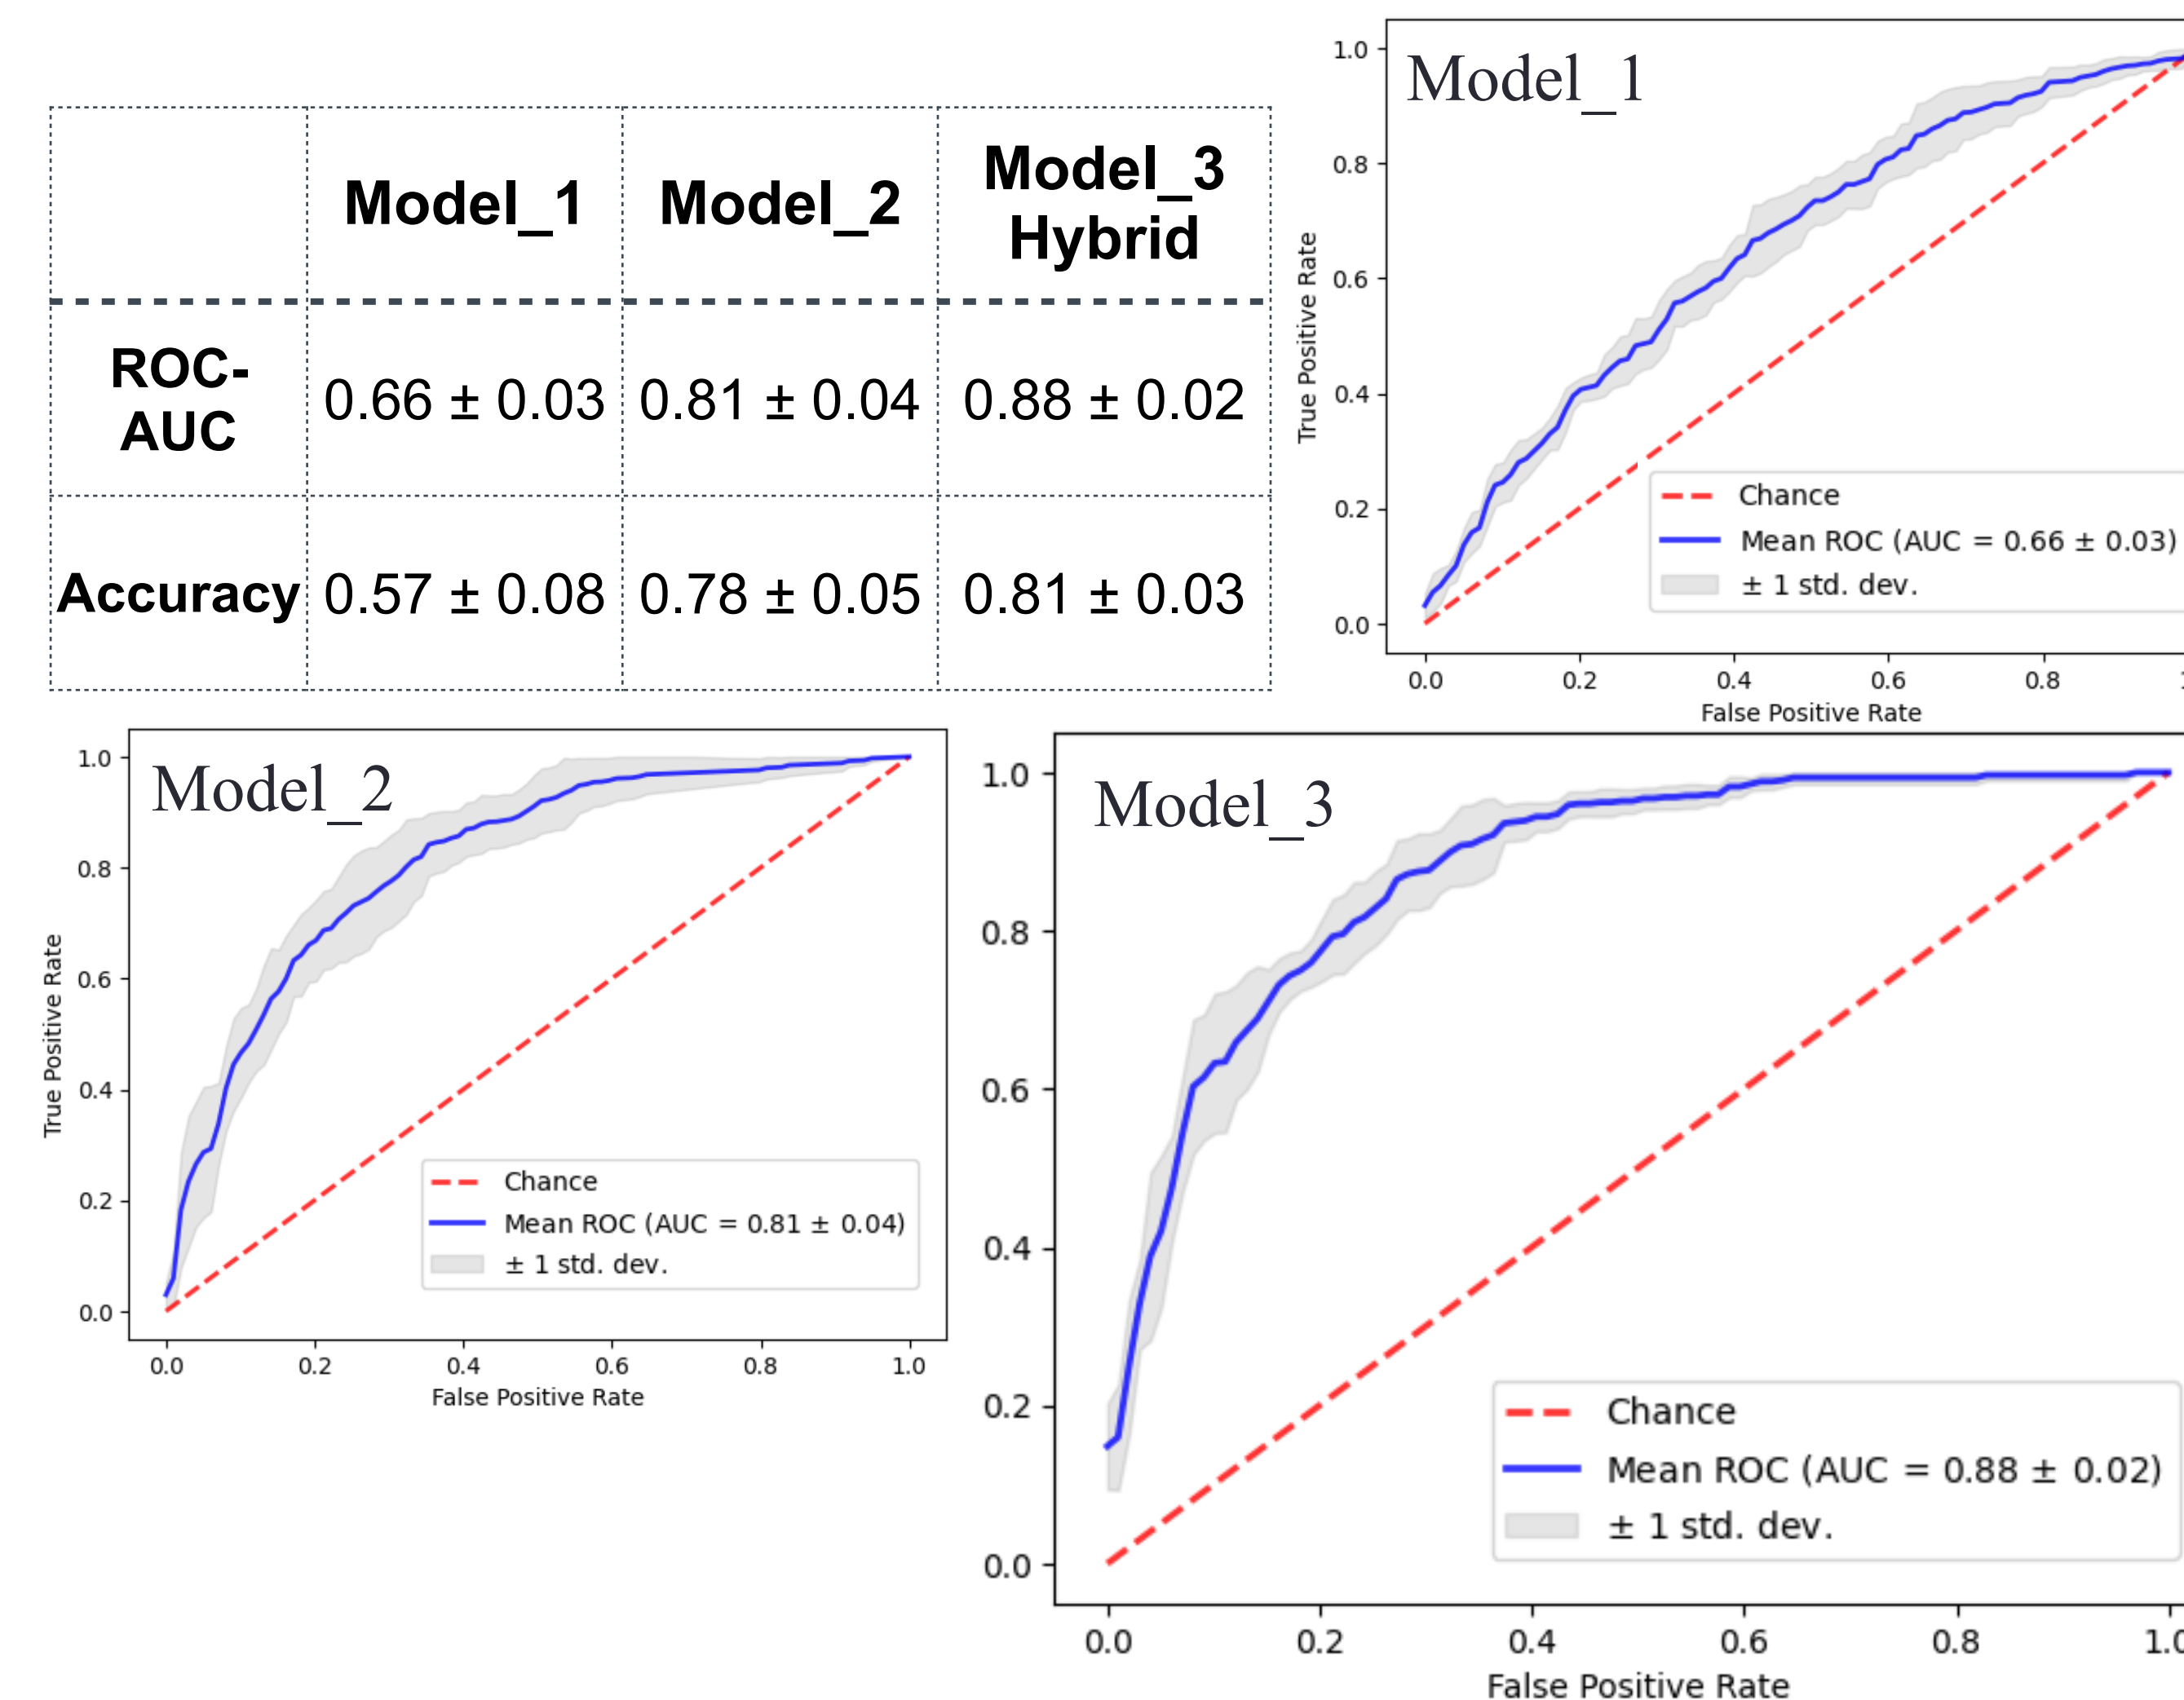 Model_1 Model_2 Model_3
Hybrid
ROC-
AUC 0.66 ± 0.03 0.81 ± 0.04 0.88 ± 0.02
Accuracy 0.57 ± 0.08 0.78 ± 0.05 0.81 ± 0.03
Model_1
True Positive Rate
1.0
0.8
0.6
0.4
0.2
0.0
Chance
Mean ROC (AUC = 0.66 ± 0.03)
± 1 std. dev.
0.0 0.2 0.4 0.6 0.8
False Positive Rate
Model_2
True Positive Rate
1.0
0.8
0.6
0.4
0.2
0.0
Chance
Mean ROC (AUC = 0.81 ± 0.04)
± 1 std. dev.
0.0 0.2 0.4 0.6 0.8 1.0
False Positive Rate
Model_3
1.0
0.8
0.6
0.4
0.2
0.0
Chance
Mean ROC (AUC = 0.88 ± 0.02)
± 1 std. dev.
0.0 0.2 0.4 0.6 0.8 1.0
False Positive Rate